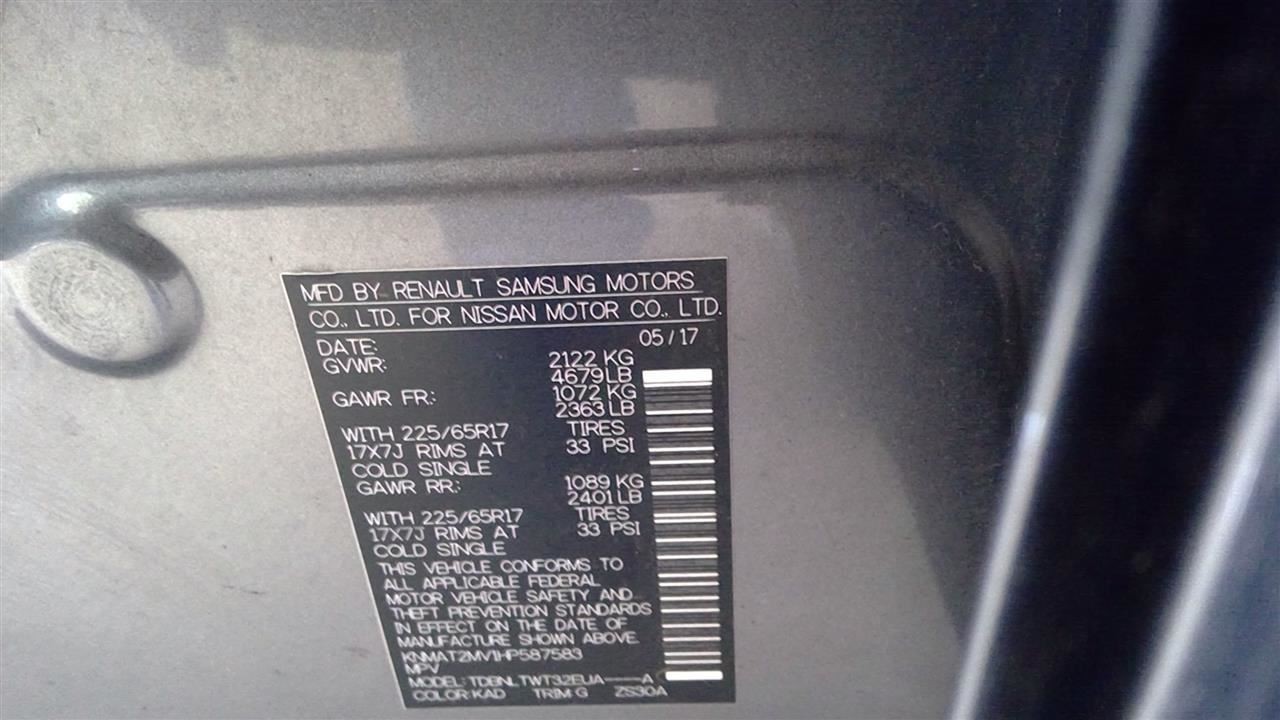 MFD BY RENAULT SAMSUNG MOTORS
CO., LTD. FOR NISSAN MOTOR CO., LTD.
DATE: 05/17
GVWR: 2122 KG
4679LB
GAWR FR.: 1072 KG
2363 LB
WITH 225/65R17 TIRES
17X7J RIMS AT 33 PSI
COLD SINGLE
GAWR RR.: 1089 KG
2401LB
WITH 225/65R17 TIRES
17X7J RIMS AT 33 PSI
COLD SINGLE
THIS VEHICLE CONFORMS TO
ALL APPLICABLE FEDERAL
MOTOR VEHICLE SAFETY AND
THEFT PREVENTION STANDARDS
IN EFFECT ON THE DATE OF
MANUFACTURE SHOWN ABOVE.
KNMAT2MV1HP587583
MPV
MODEL: TDBNLTWT32EUA----A
COLOR: KAD TRIM: G ZS30A